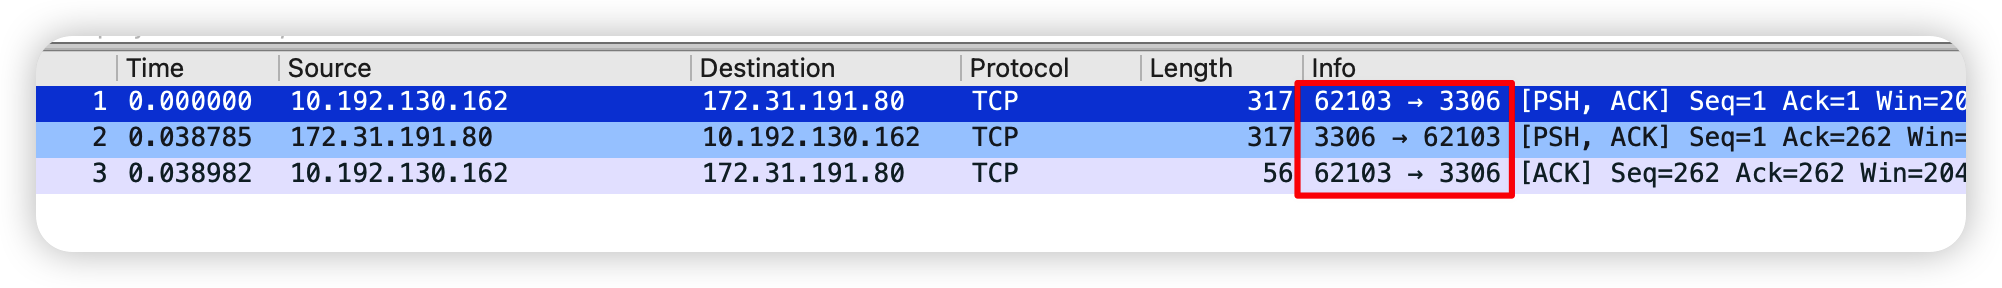 Time Source Destination Protocol Length Info
1 0.000000 10.192.130.162 172.31.191.80 TCP 317 62103 → 3306 [PSH, ACK] Seq=1 Ack=1 Win=20
2 0.038785 172.31.191.80 10.192.130.162 TCP 317 3306 → 62103 [PSH, ACK] Seq=1 Ack=262 Win=
3 0.038982 10.192.130.162 172.31.191.80 TCP 56 62103 → 3306 [ACK] Seq=262 Ack=262 Win=204